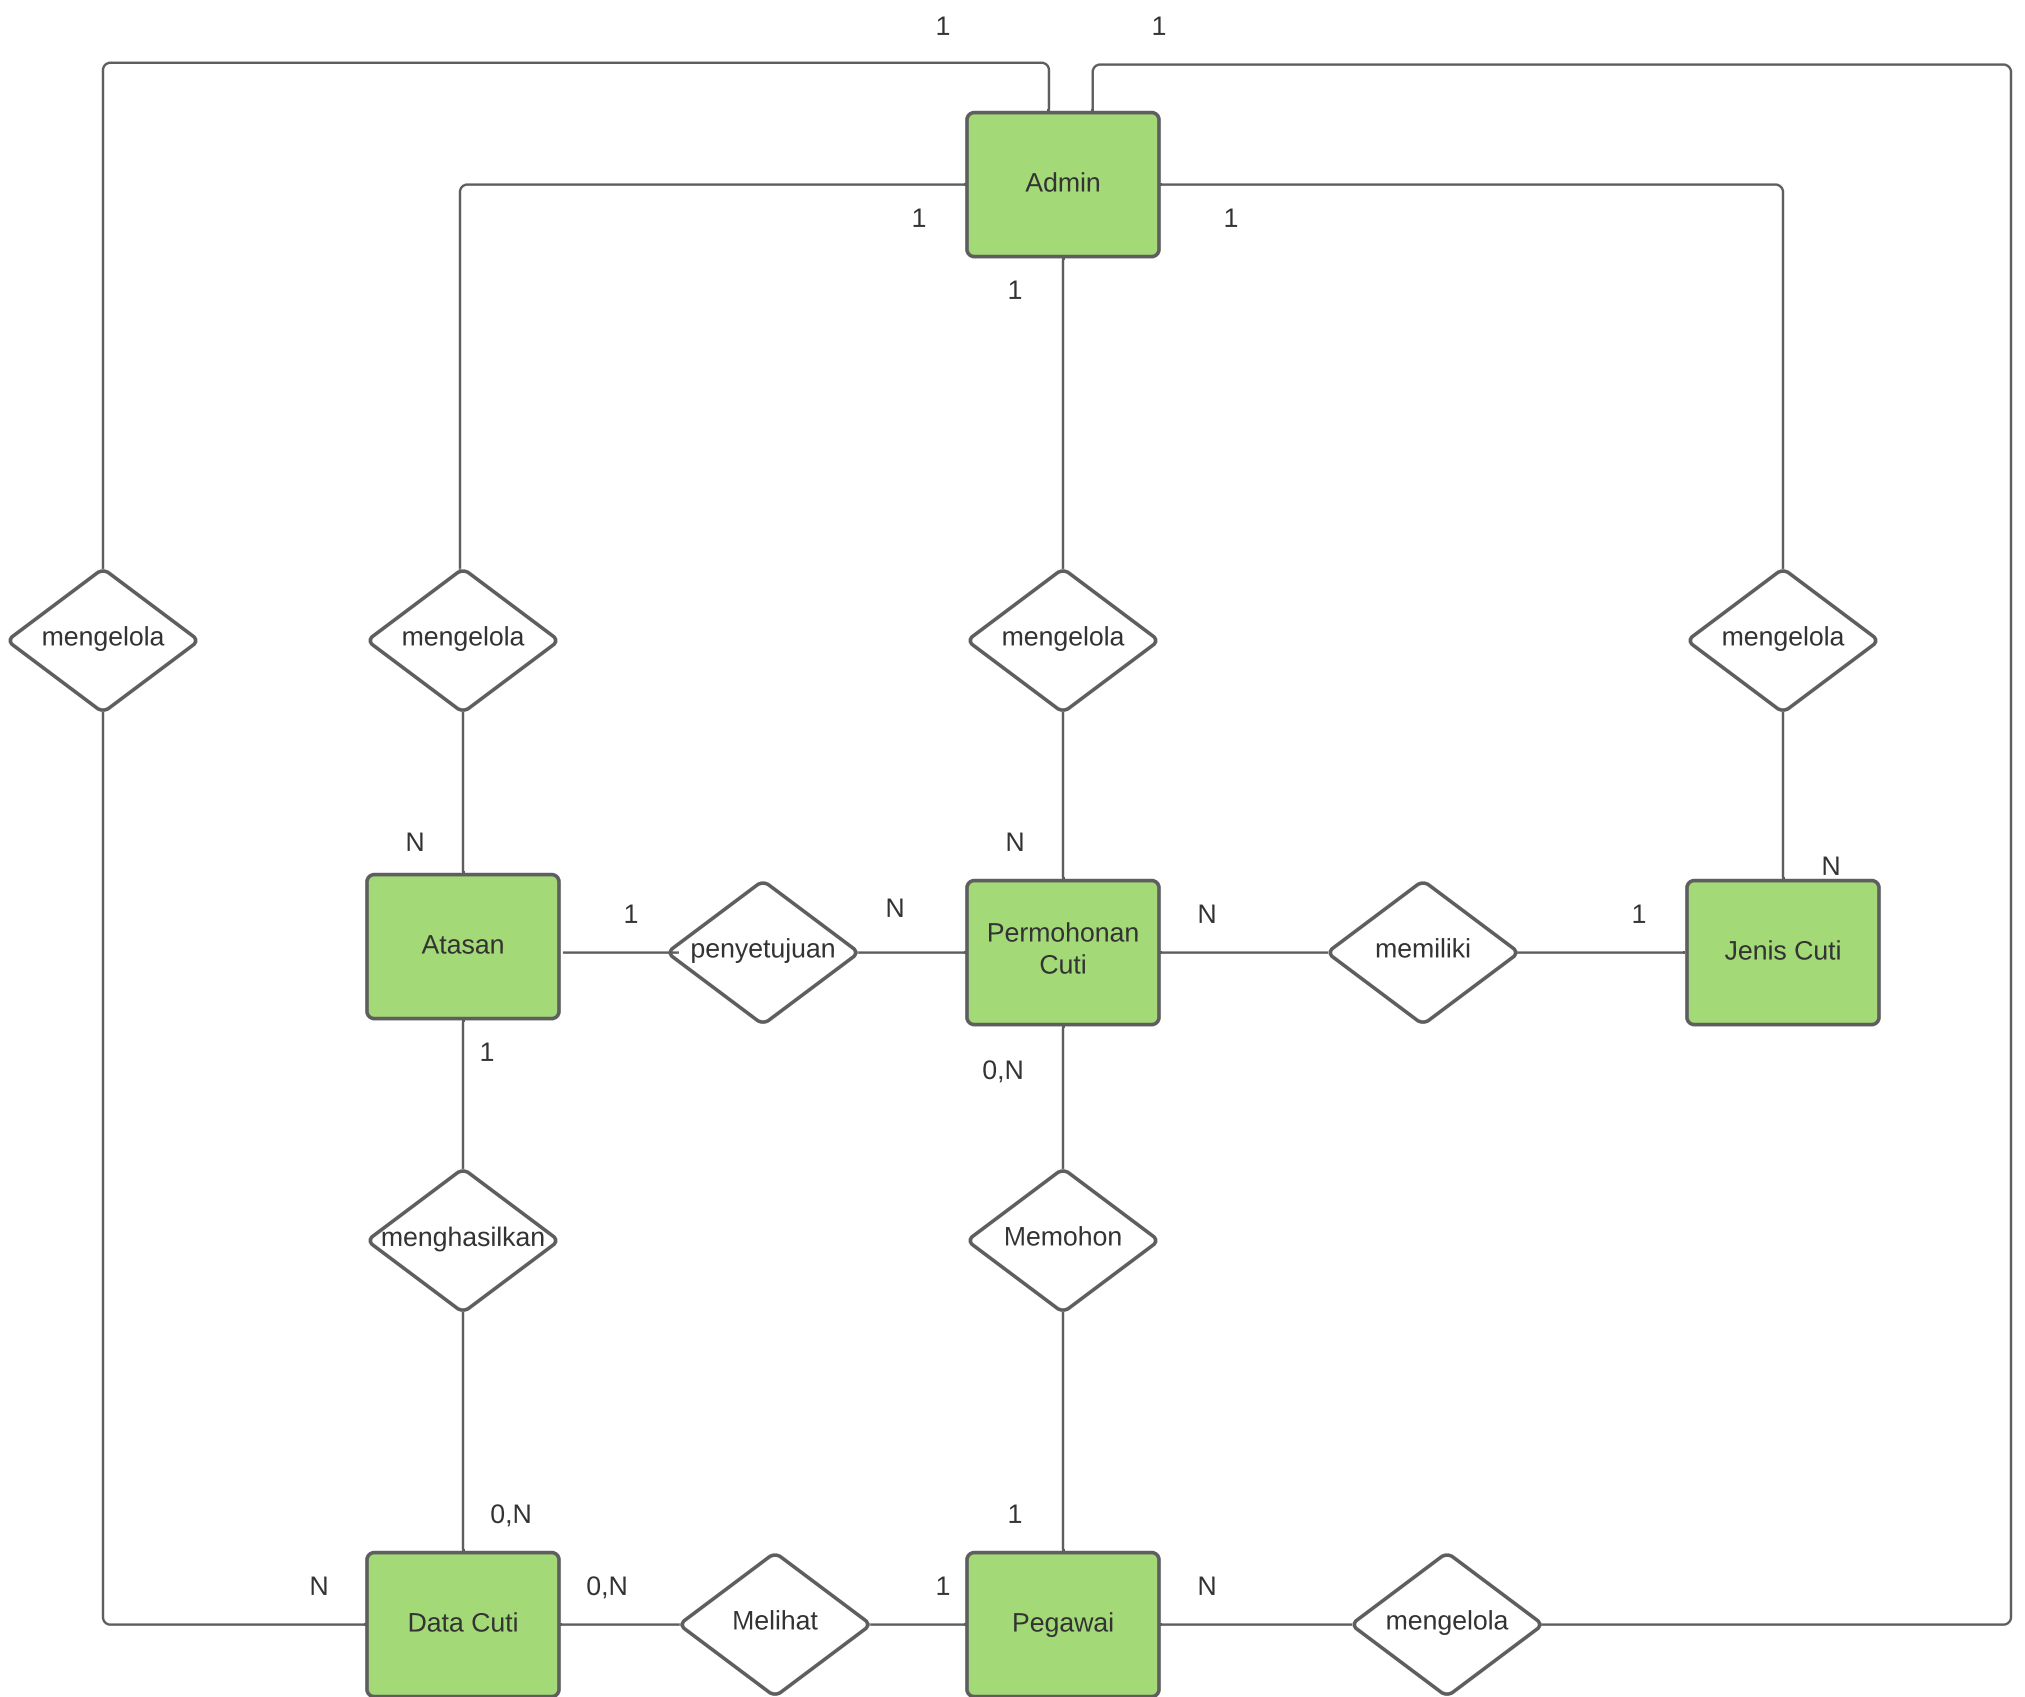 1
1
Admin
1
1
1
mengelola
mengelola
mengelola
mengelola
N
N
N
1
N
N
1
Atasan
penyetujuan
Permohonan
Cuti
memiliki
Jenis Cuti
1
0,N
menghasilkan
Memohon
0,N
1
N
0,N
1
N
Data Cuti
Melihat
Pegawai
mengelola